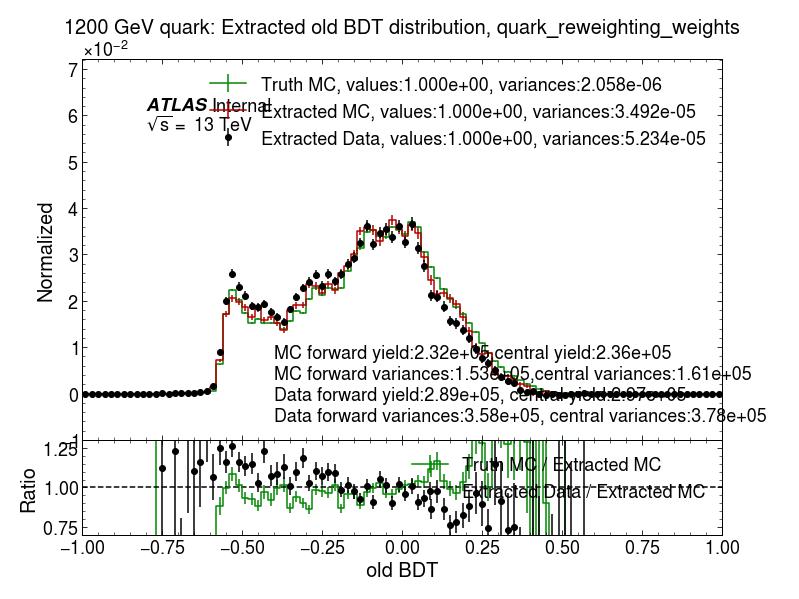 1200 GeV quark: Extracted old BDT distribution, quark_reweighting_weights
×10⁻²
7
6
5
4
3
2
1
0
Normalized
ATLAS Internal
√s = 13 TeV
Truth MC, values:1.000e+00, variances:2.058e-06
Extracted MC, values:1.000e+00, variances:3.492e-05
Extracted Data, values:1.000e+00, variances:5.234e-05
MC forward yield:2.32e+05, central yield:2.36e+05
MC forward variances:1.53e+05, central variances:1.61e+05
Data forward yield:2.89e+05, central yield:2.97e+05
Data forward variances:3.58e+05, central variances:3.78e+05
1.25
1.00
0.75
Ratio
Truth MC / Extracted MC
Extracted Data / Extracted MC
−1.00 −0.75 −0.50 −0.25 0.00 0.25 0.50 0.75 1.00
old BDT